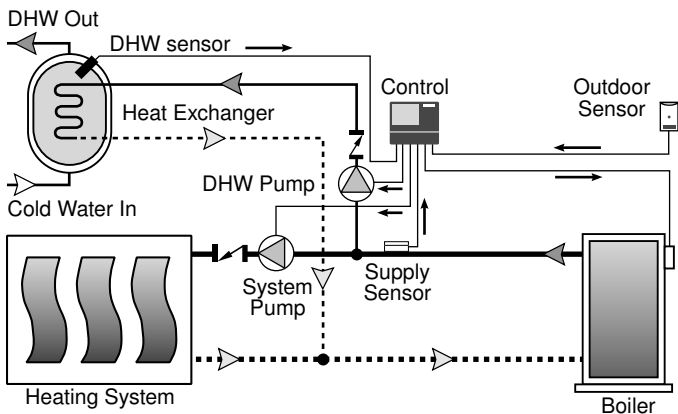 DHW Out
DHW sensor
Control
Outdoor
Sensor
Heat Exchanger
DHW Pump
Cold Water In
System
Pump
Supply
Sensor
Heating System
Boiler